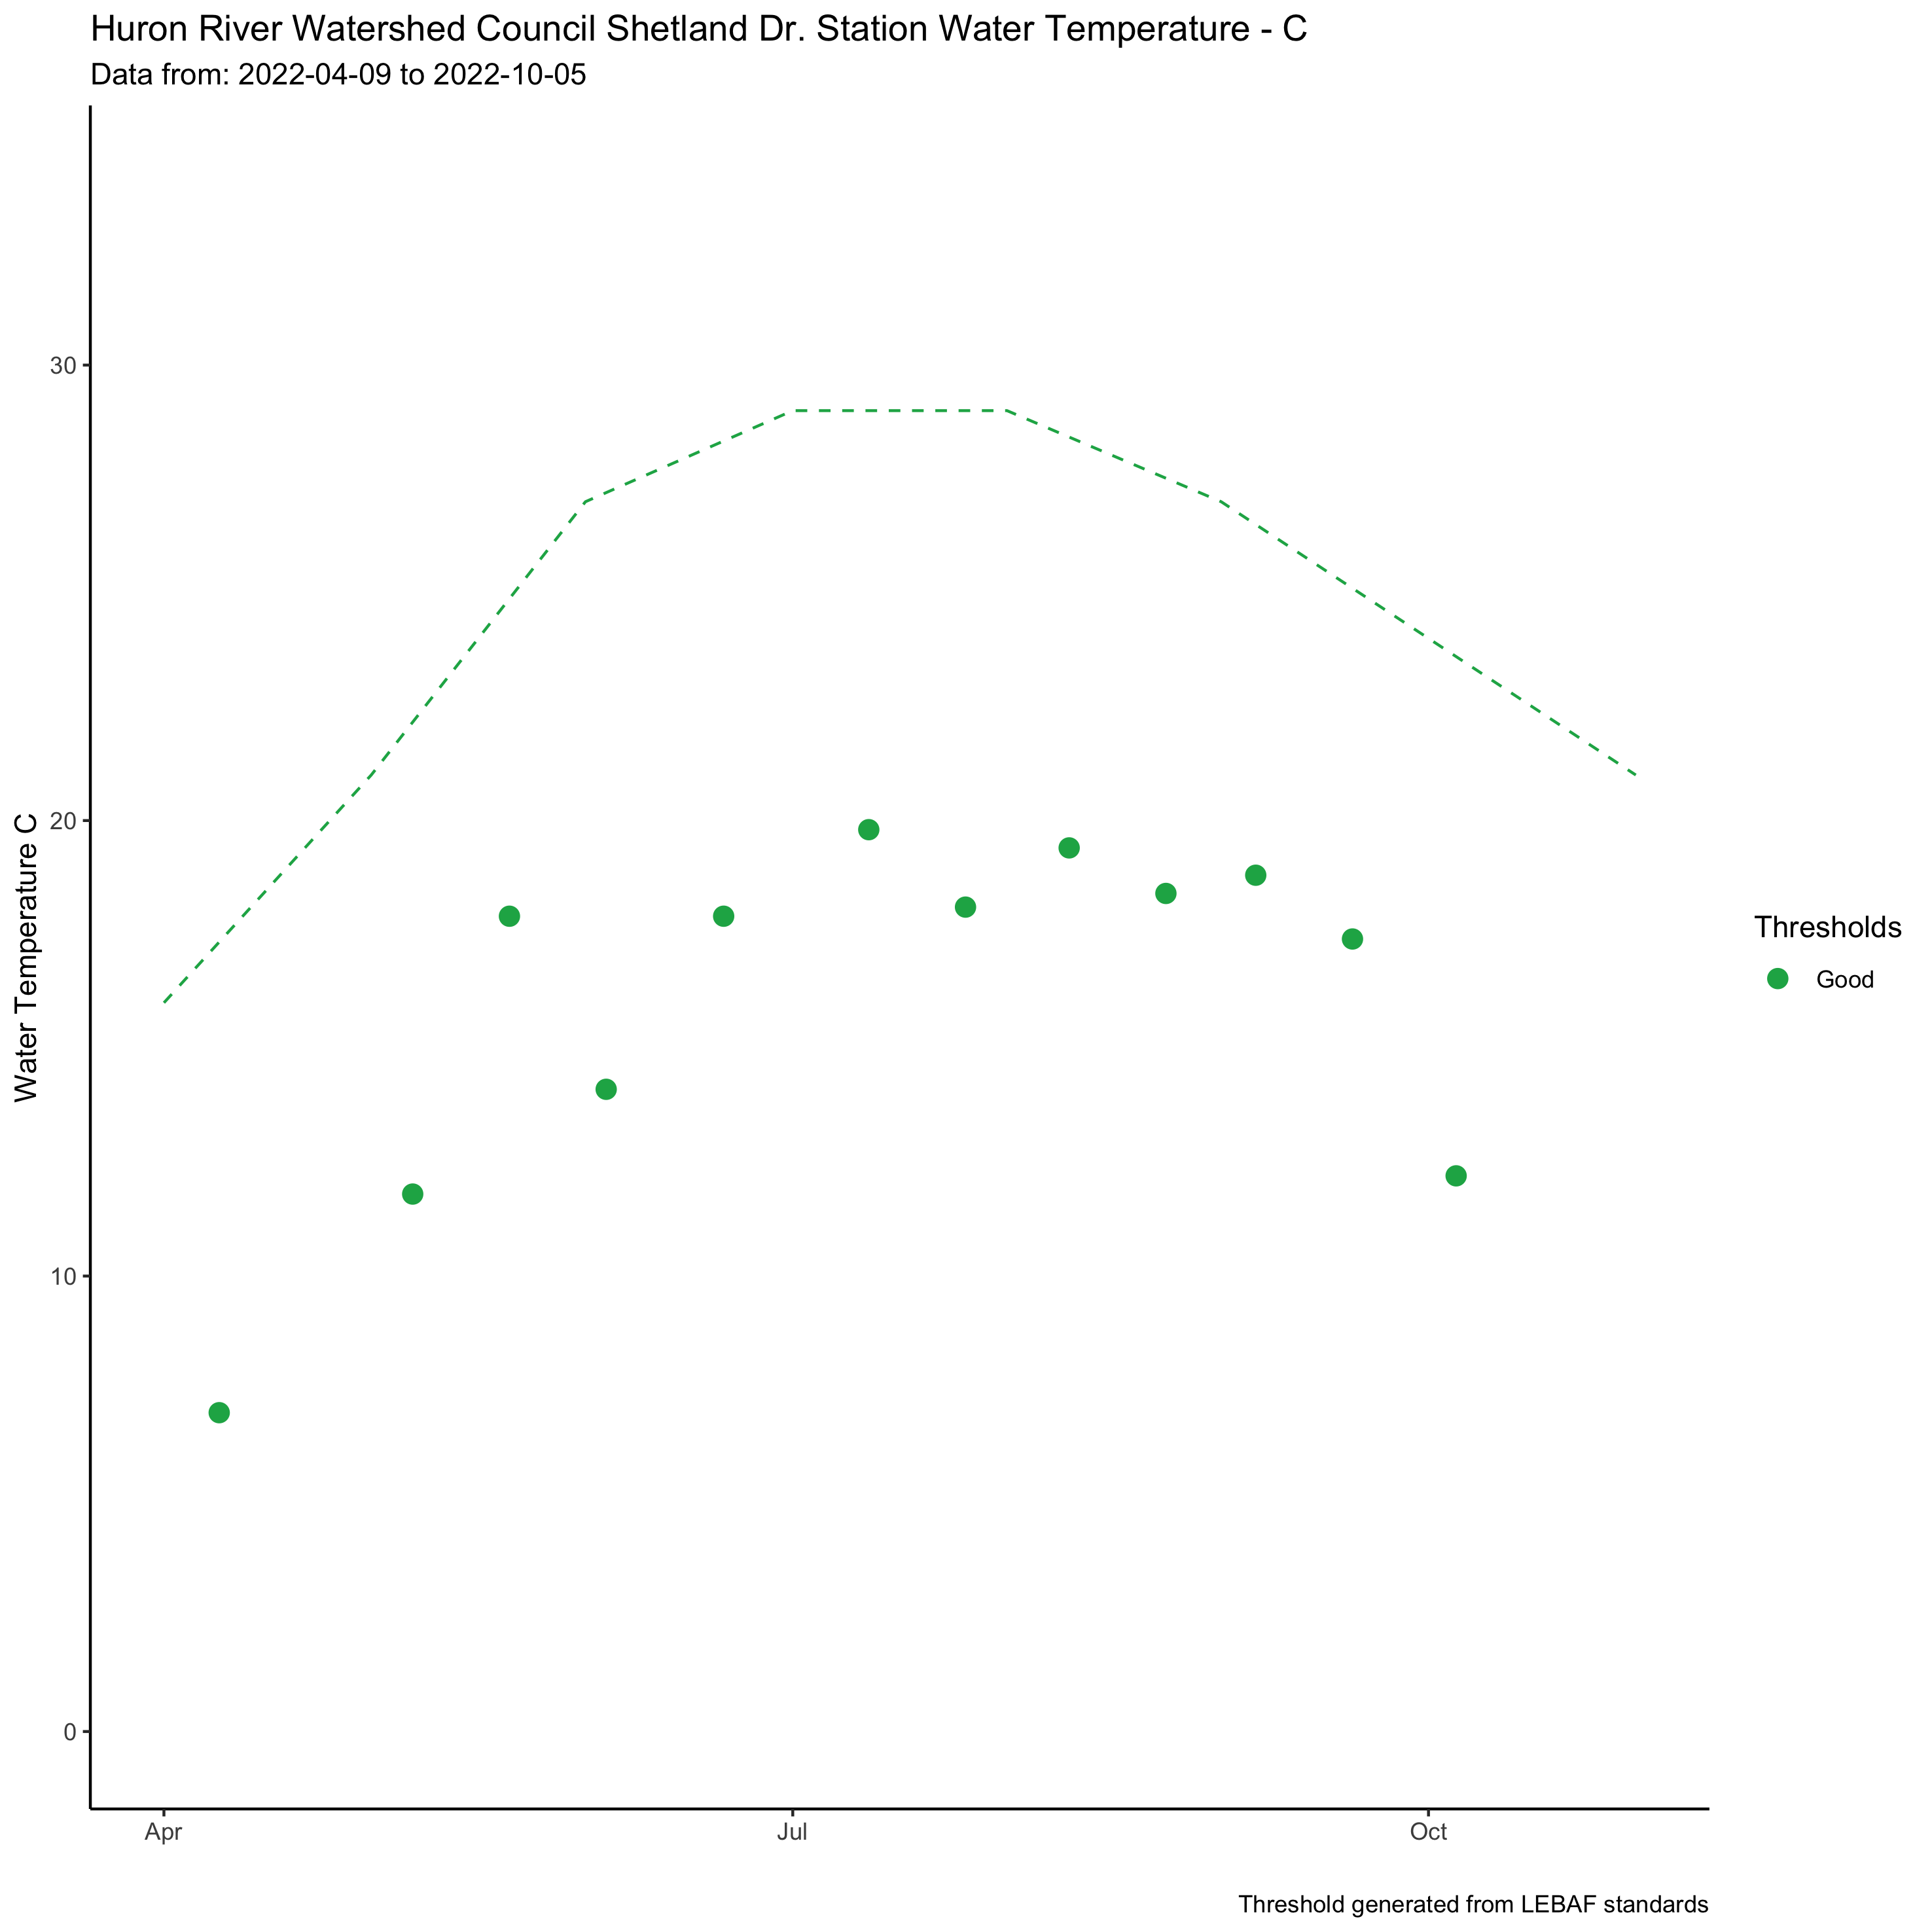 Huron River Watershed Council Shetland Dr. Station Water Temperature - C
Data from: 2022-04-09 to 2022-10-05
Water Temperature C
30
20
10
0
Apr
Jul
Oct
Thresholds
Good
Threshold generated from LEBAF standards